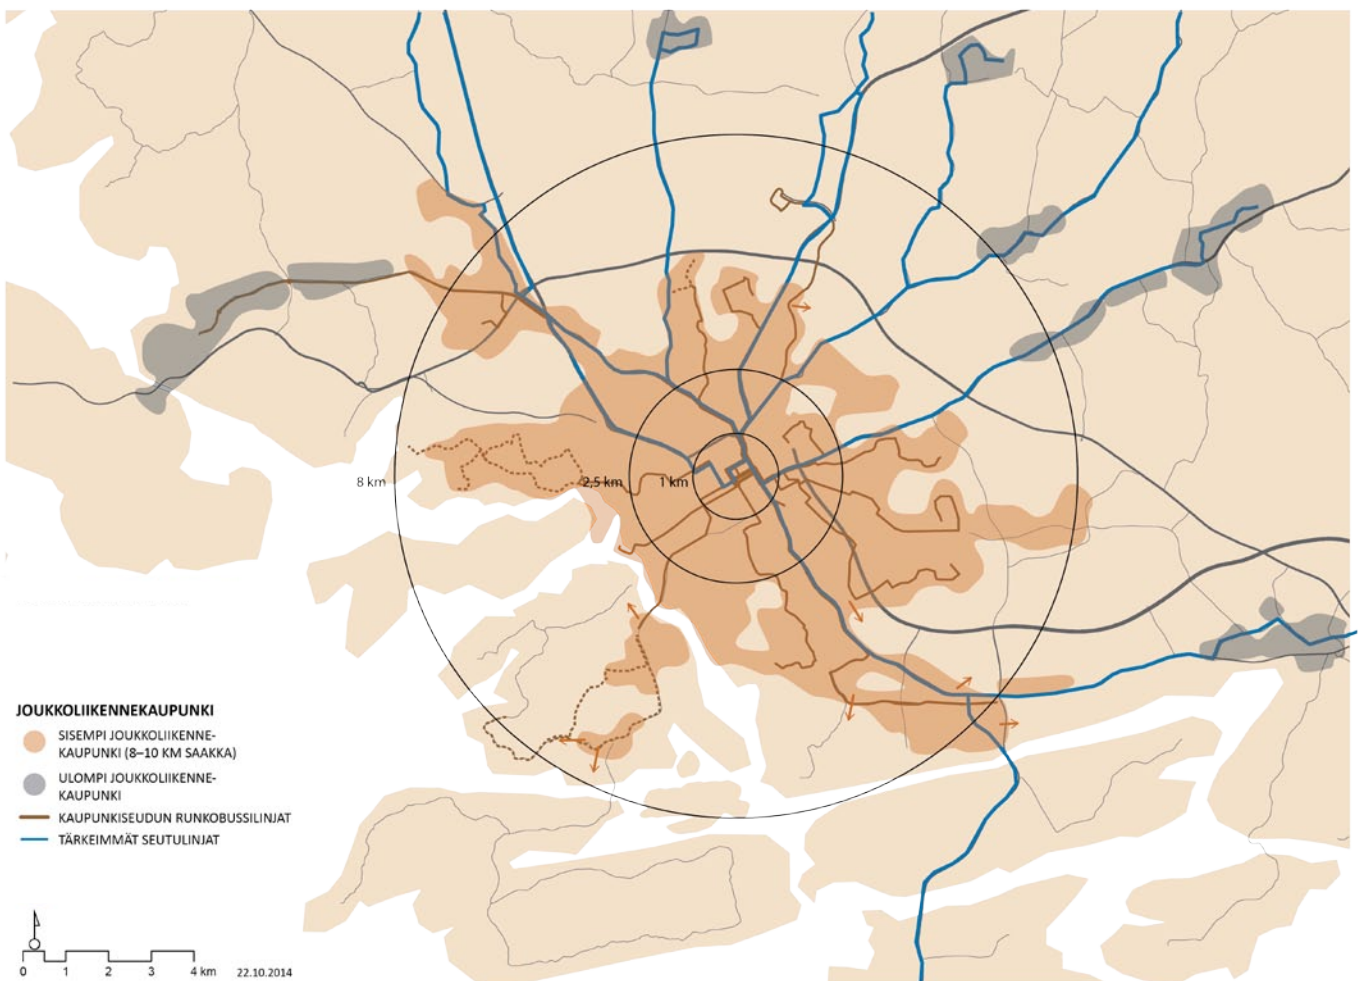 8 km
2,5 km
1 km
JOUKKOLIIKENNEKAUPUNKI
SISEMPI JOUKKOLIIKENNE-
KAUPUNKI (8–10 KM SAAKKA)
ULOMPI JOUKKOLIIKENNE-
KAUPUNKI
KAUPUNKISEUDUN RUNKOBUSSILINJAT
TÄRKEIMMÄT SEUTULINJAT
0 1 2 3 4 km
22.10.2014